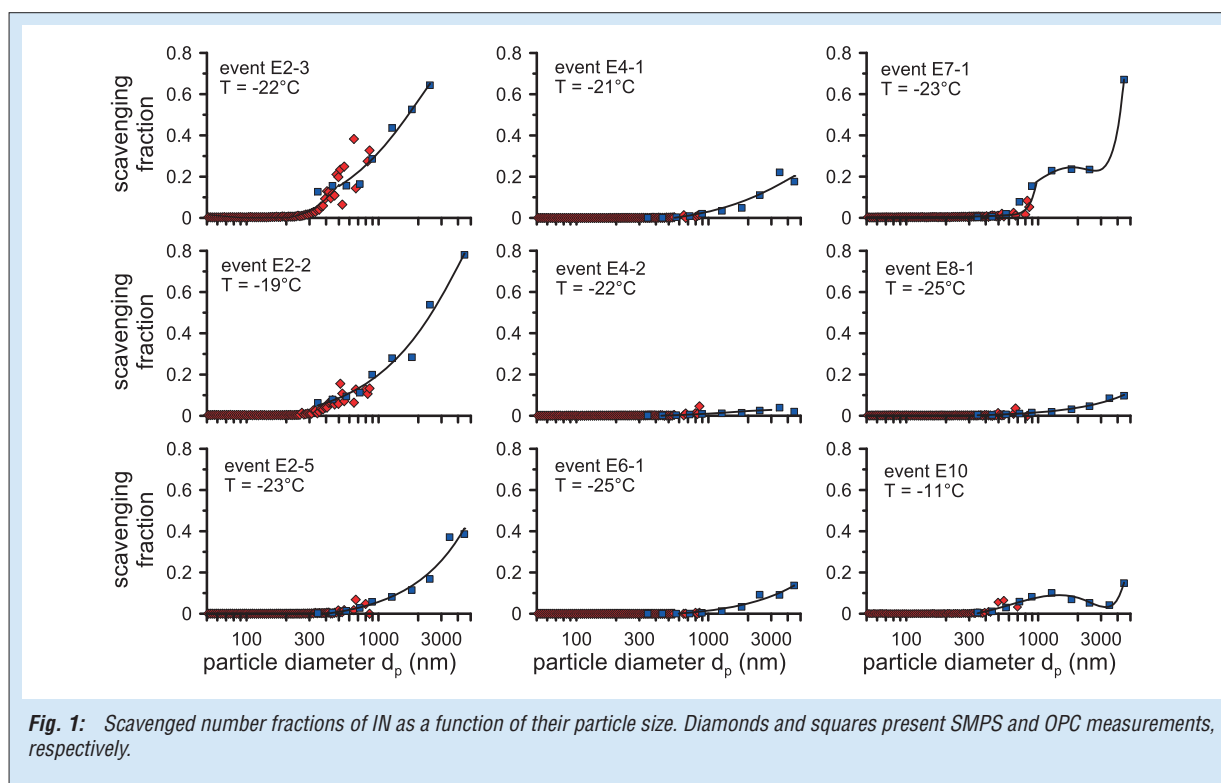 0.8
0.6
0.4
0.2
0
scavenging
fraction
event E2-3
T = -22°C
0.8
0.6
0.4
0.2
0
event E4-1
T = -21°C
0.8
0.6
0.4
0.2
0
event E7-1
T = -23°C
0.8
0.6
0.4
0.2
0
scavenging
fraction
event E2-2
T = -19°C
0.8
0.6
0.4
0.2
0
event E4-2
T = -22°C
0.8
0.6
0.4
0.2
0
event E8-1
T = -25°C
0.8
0.6
0.4
0.2
0
scavenging
fraction
event E2-5
T = -23°C
100 300 1000 3000
particle diameter dp (nm)
0.8
0.6
0.4
0.2
0
event E6-1
T = -25°C
100 300 1000 3000
particle diameter dp (nm)
0.8
0.6
0.4
0.2
0
event E10
T = -11°C
100 300 1000 3000
particle diameter dp (nm)
Fig. 1: Scavenged number fractions of IN as a function of their particle size. Diamonds and squares present SMPS and OPC measurements,
respectively.